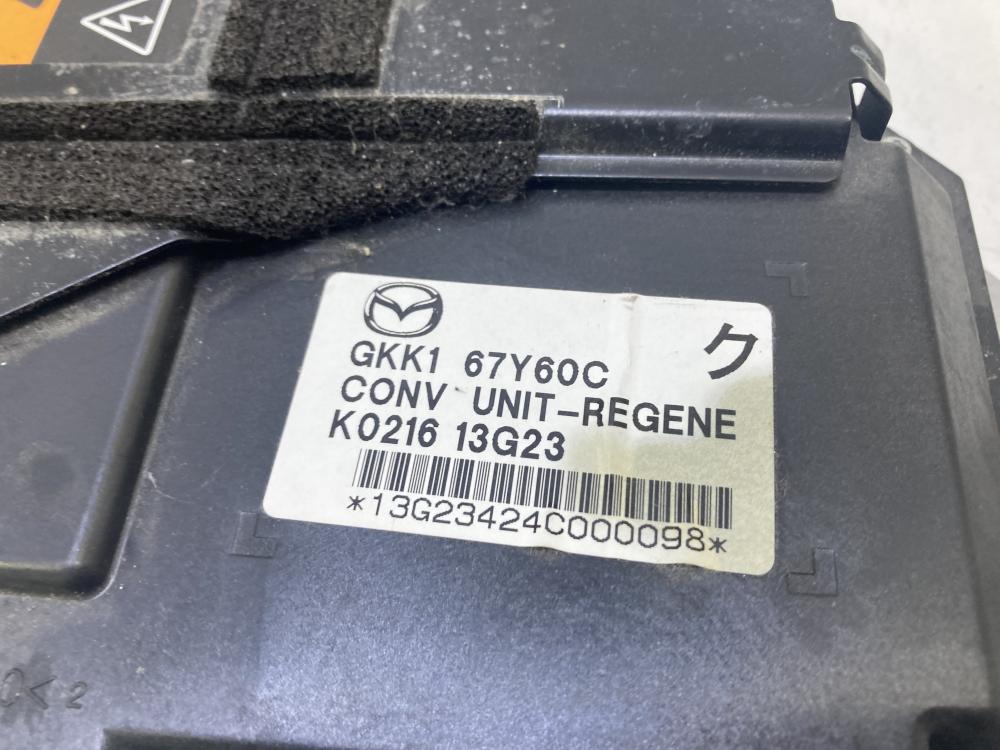 GKK1 67Y60C
ク
CONV UNIT-REGENE
K0216 13G23
*13G23424C000098*